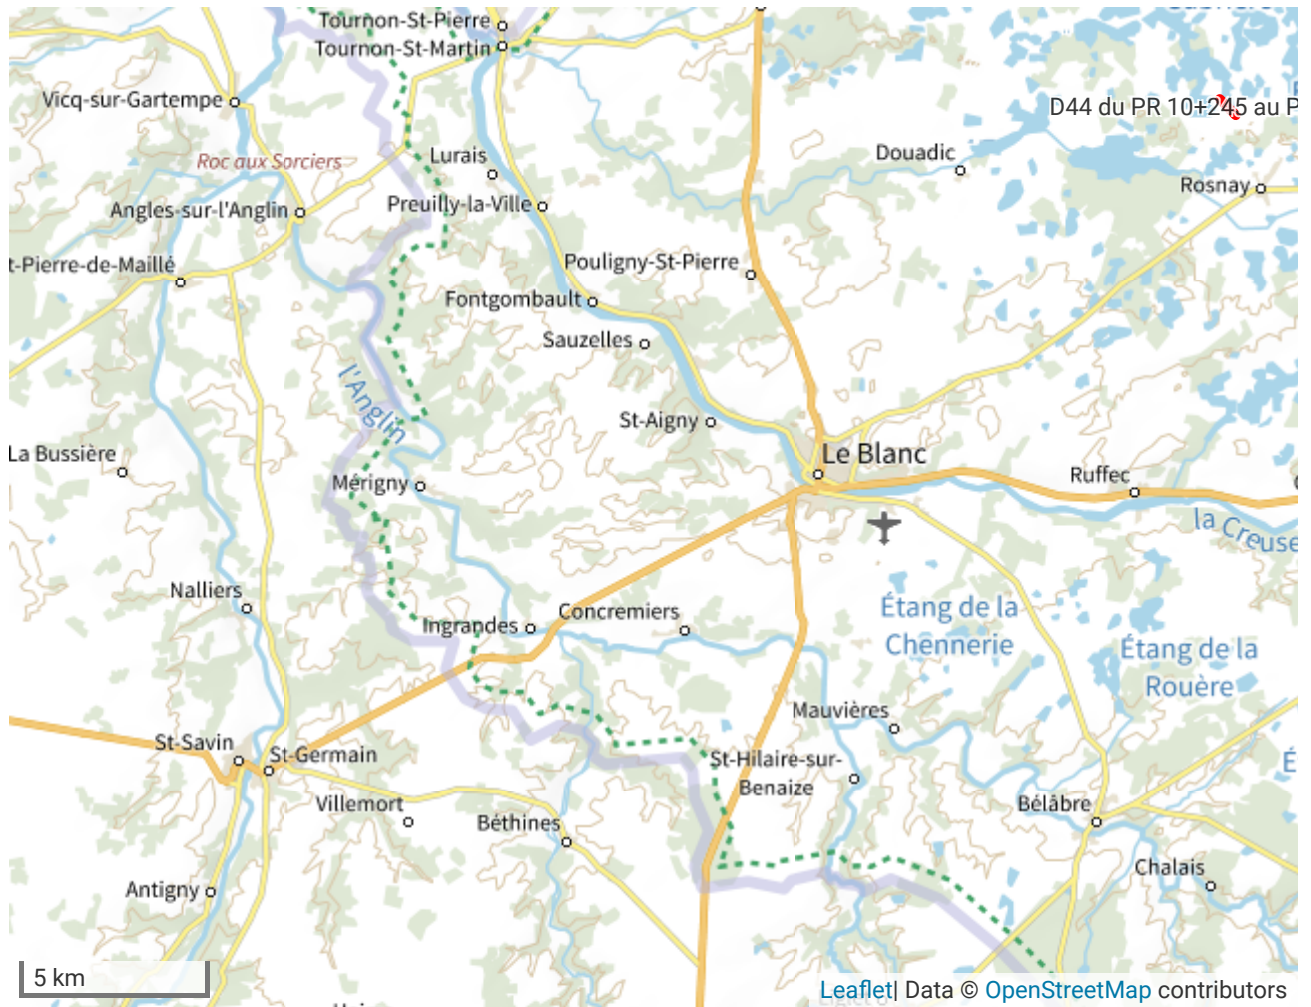 Tournon-St-Pierre
Tournon-St-Martin
Vicq-sur-Gartempe
D44 du PR 10+245 au P
Roc aux Sorciers
Lurais
Douadic
Rosnay
Preuilly-la-Ville
Angles-sur-l'Anglin
t-Pierre-de-Maillé
Pouligny-St-Pierre
Fontgombault
Sauzelles
l'Anglin
St-Aigny
La Bussière
Le Blanc
Mérigny
Ruffec
la Creuse
Nalliers
Ingrandes
Concremiers
Étang de la
Chennerie
Étang de la
Rouère
Mauvières
St-Savin
St-Germain
St-Hilaire-sur-
Benaize
Villemort
Béthines
Bélâbre
Chalais
Antigny
5 km
Leaflet| Data © OpenStreetMap contributors